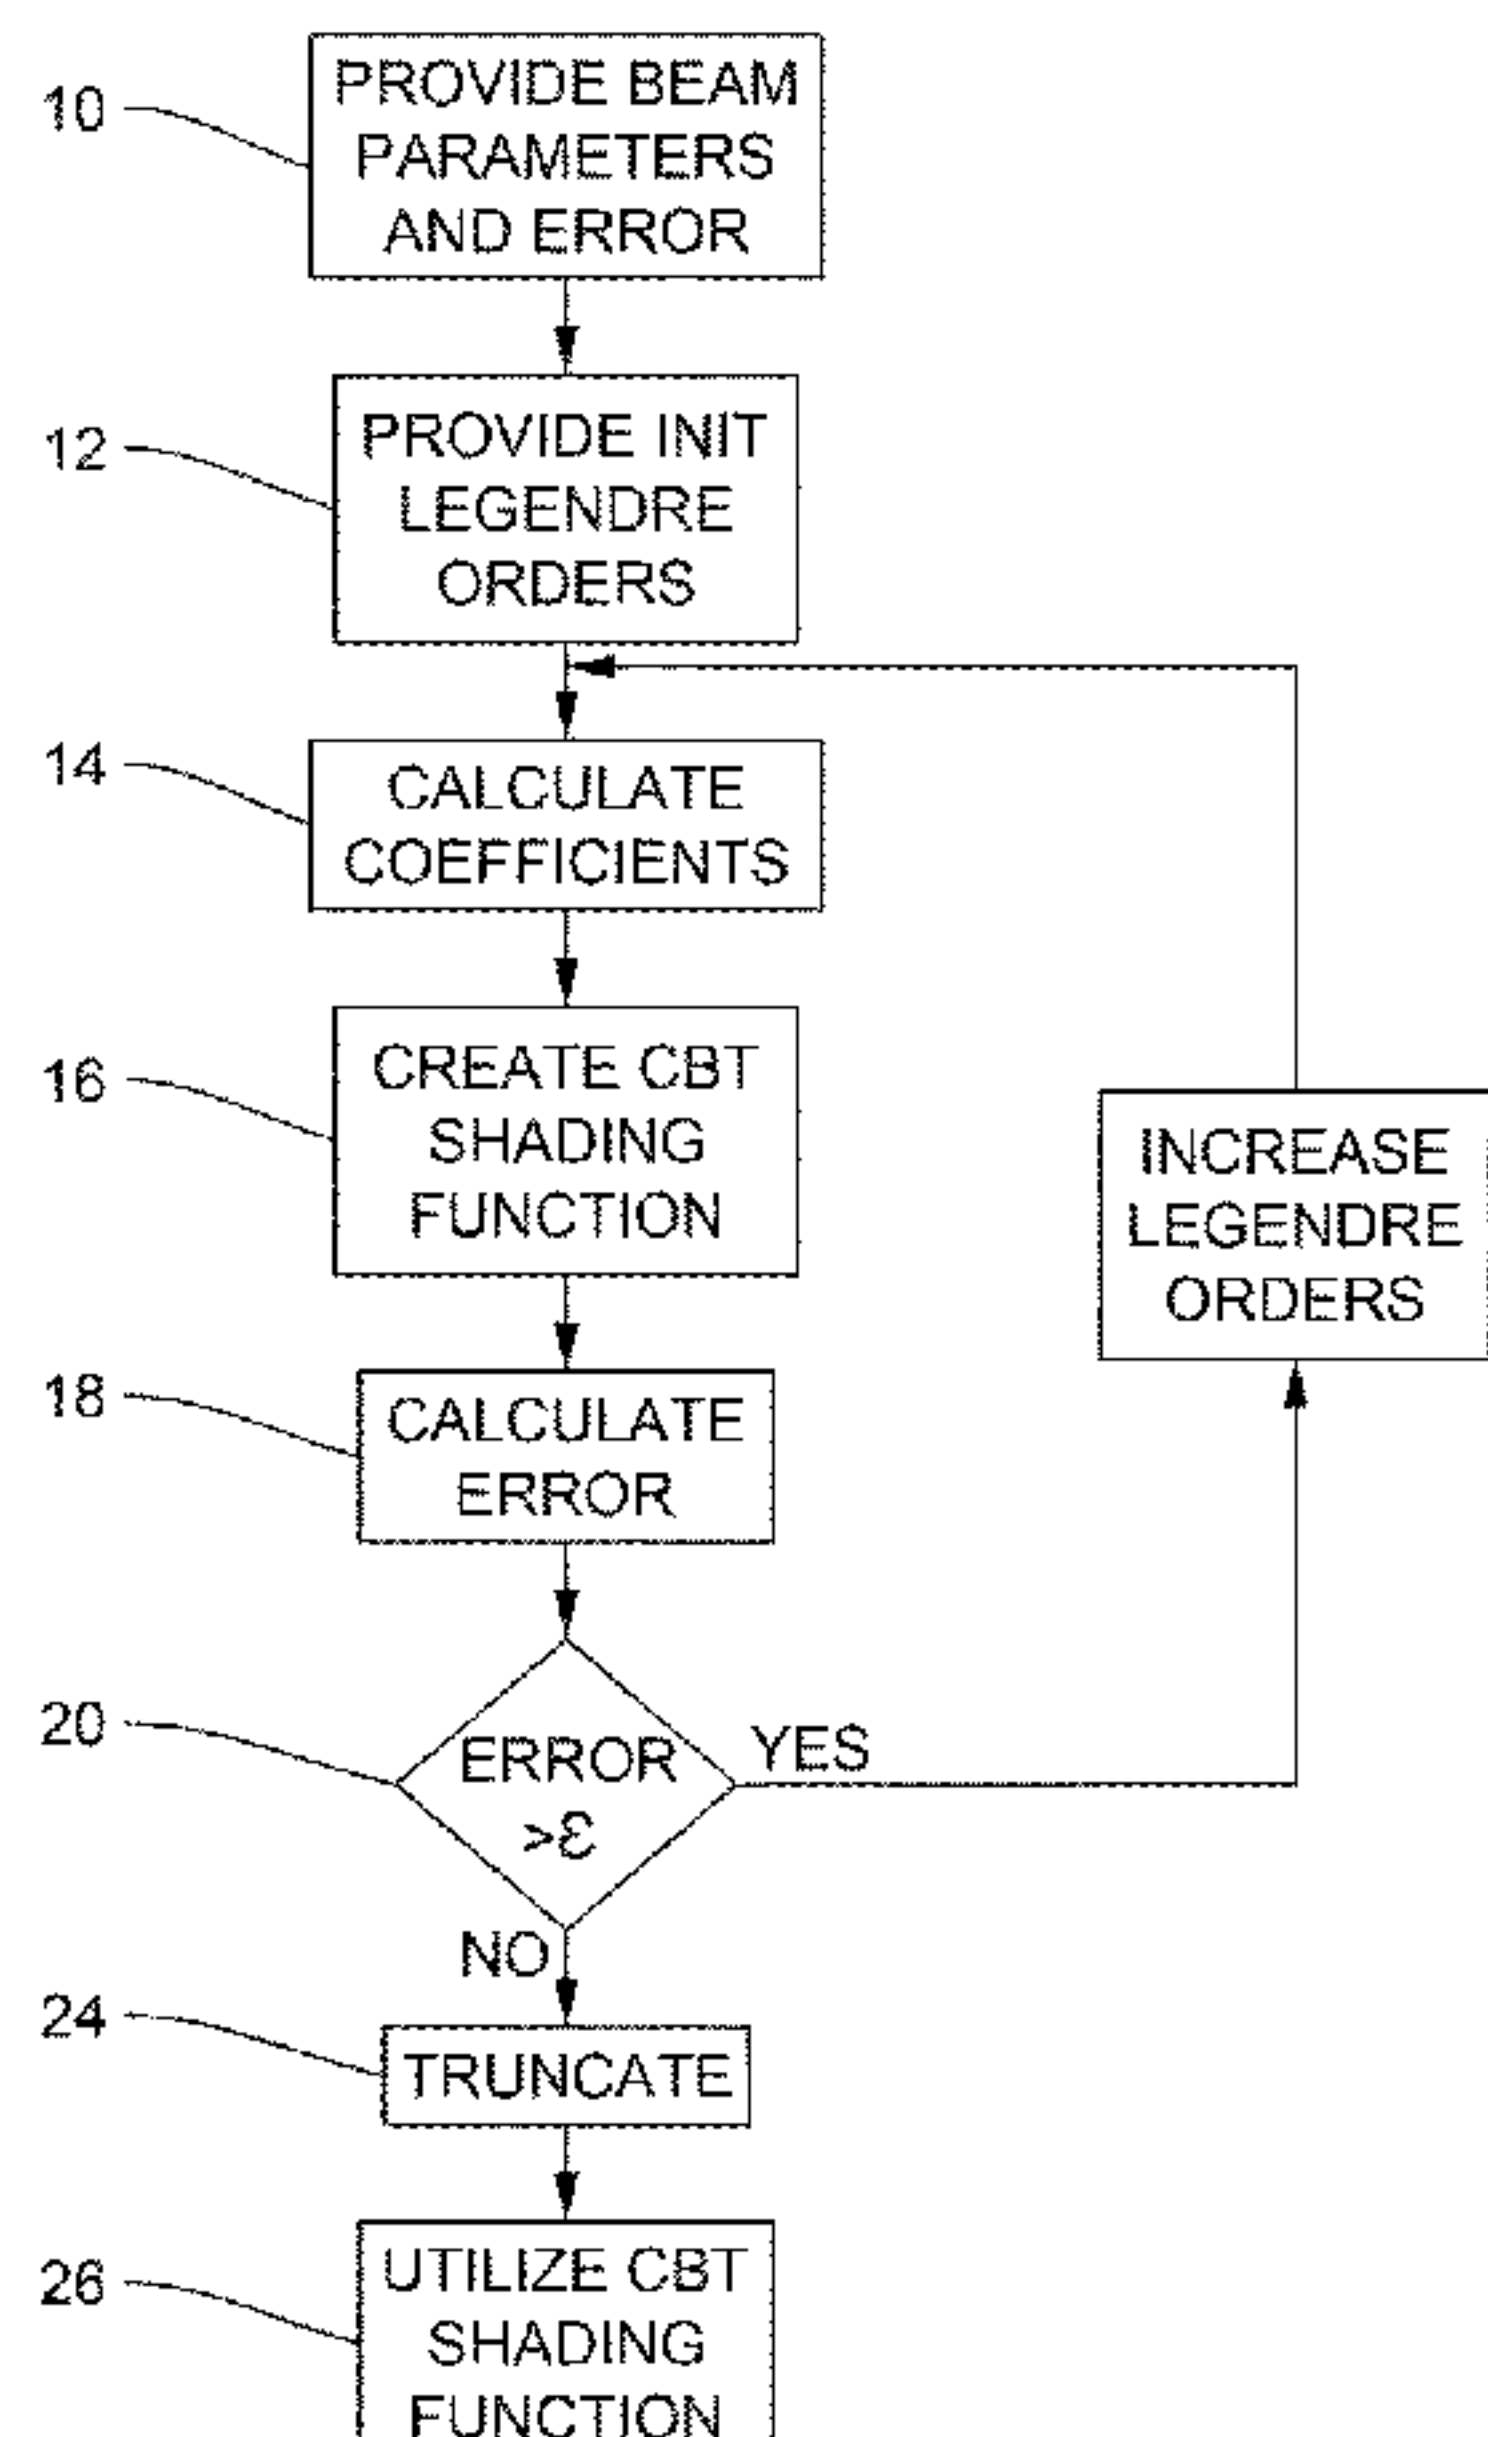 10
PROVIDE BEAM
PARAMETERS
AND ERROR
12
PROVIDE INIT
LEGENDRE
ORDERS
14
CALCULATE
COEFFICIENTS
16
CREATE CBT
SHADING
FUNCTION
INCREASE
LEGENDRE
ORDERS
18
CALCULATE
ERROR
20
ERROR
>ε
YES
NO
24
TRUNCATE
26
UTILIZE CBT
SHADING
FUNCTION